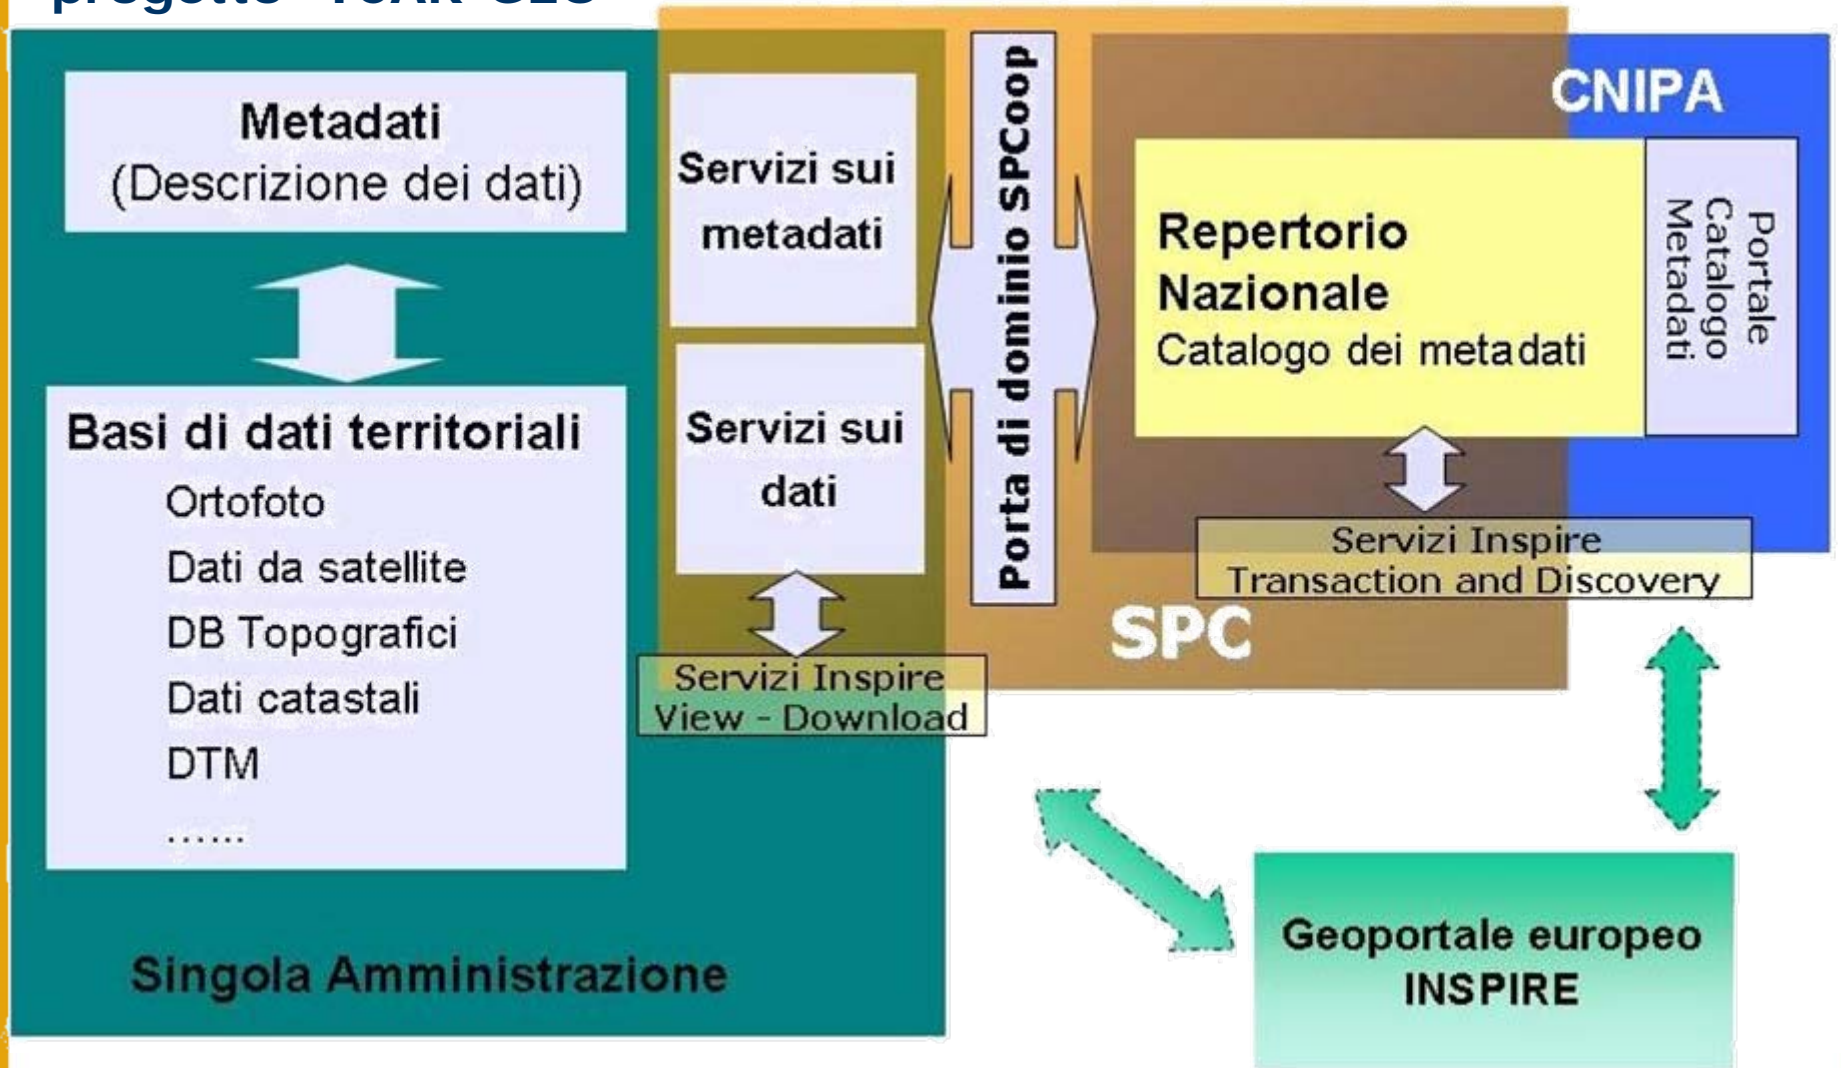 progetto
Metadati
(Descrizione dei dati)
Basi di dati territoriali
Ortofoto
Dati da satellite
DB Topografici
Dati catastali
DTM
......
Singola Amministrazione
Servizi sui
metadati
Servizi sui
dati
Servizi Inspire
View - Download
Porta di dominio SPCoop
SPC
CNIPA
Repertorio
Nazionale
Catalogo dei metadati
Portale
Catalogo
Metadati
Servizi Inspire
Transaction and Discovery
Geoportale europeo
INSPIRE